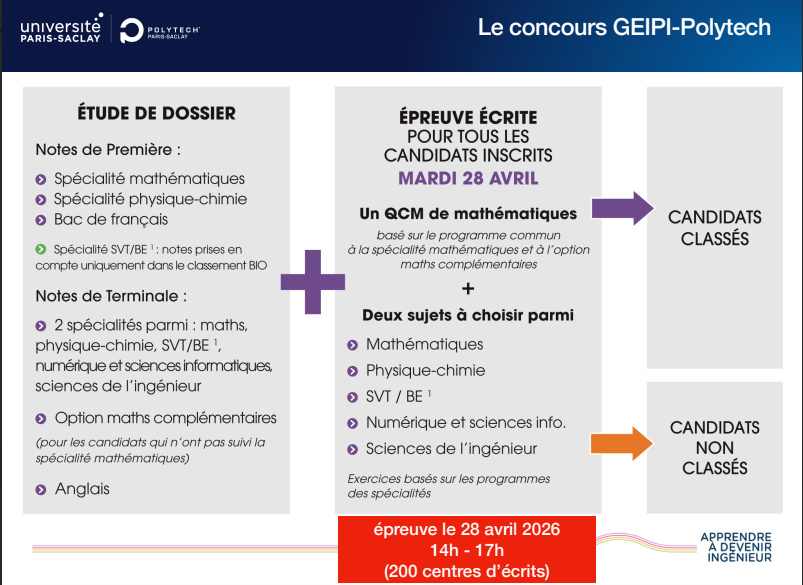 université
PARIS-SACLAY
POLYTECH®
PARIS-SACLAY
Le concours GEIPI-Polytech
ÉTUDE DE DOSSIER
Notes de Première :
Spécialité mathématiques
Spécialité physique-chimie
Bac de français
Spécialité SVT/BE ¹ : notes prises en
compte uniquement dans le classement BIO
Notes de Terminale :
2 spécialités parmi : maths,
physique-chimie, SVT/BE ¹,
numérique et sciences informatiques,
sciences de l’ingénieur
Option maths complémentaires
(pour les candidats qui n’ont pas suivi la
spécialité mathématiques)
Anglais
ÉPREUVE ÉCRITE
POUR TOUS LES
CANDIDATS INSCRITS
MARDI 28 AVRIL
Un QCM de mathématiques
basé sur le programme commun
à la spécialité mathématiques et à l’option
maths complémentaires
+
Deux sujets à choisir parmi
Mathématiques
Physique-chimie
SVT / BE ¹
Numérique et sciences info.
Sciences de l’ingénieur
Exercices basés sur les programmes
des spécialités
épreuve le 28 avril 2026
14h - 17h
(200 centres d’écrits)
CANDIDATS
CLASSÉS
CANDIDATS
NON
CLASSÉS
APPRENDRE
À DEVENIR
INGÉNIEUR